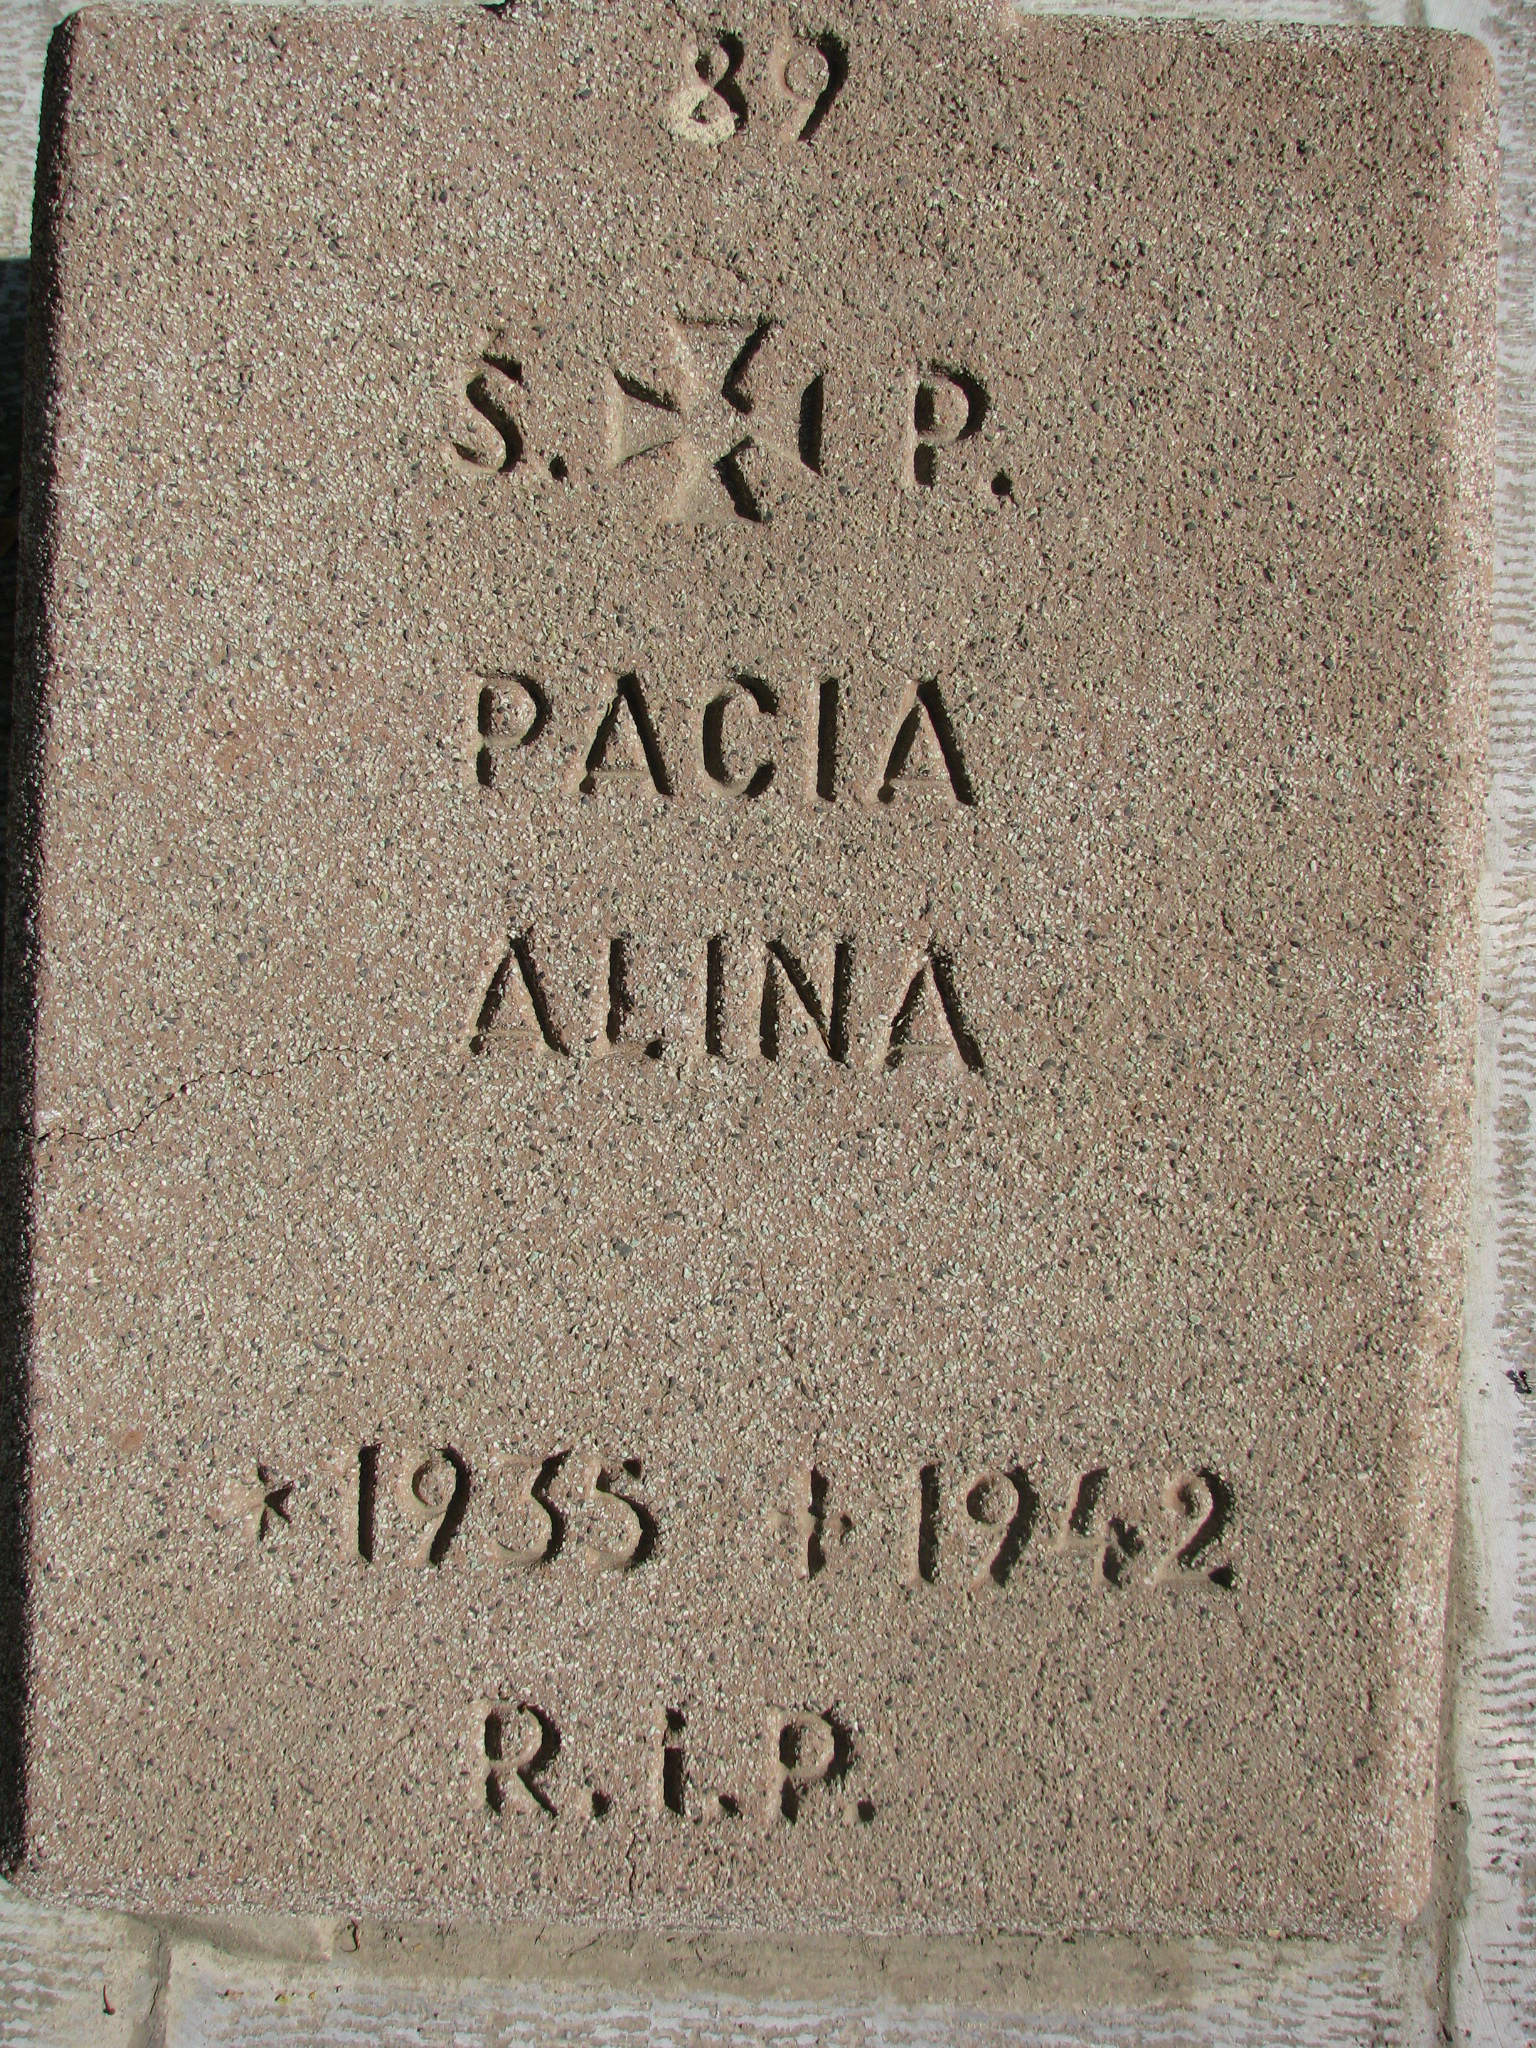 89
Ś. P.
PACIA
ALINA
* 1935 † 1942
R.i.P.